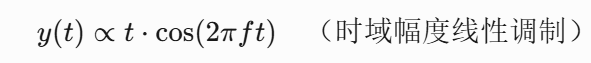 y(t) ∝ t · cos(2πft) （时域幅度线性调制）